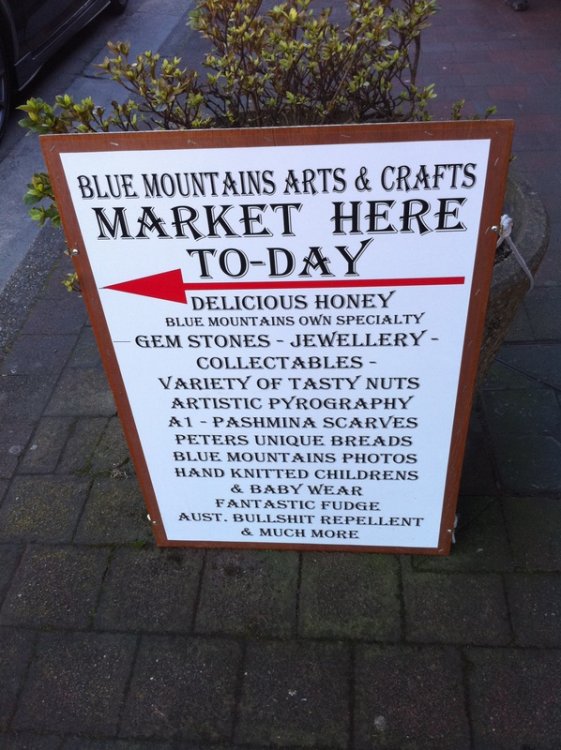 BLUE MOUNTAINS ARTS & CRAFTS
MARKET HERE
TO-DAY
DELICIOUS HONEY
BLUE MOUNTAINS OWN SPECIALTY
GEM STONES - JEWELLERY -
COLLECTABLES -
VARIETY OF TASTY NUTS
ARTISTIC PYROGRAPHY
A1 - PASHMINA SCARVES
PETERS UNIQUE BREADS
BLUE MOUNTAINS PHOTOS
HAND KNITTED CHILDRENS
& BABY WEAR
FANTASTIC FUDGE
AUST. BULLSHIT REPELLENT
& MUCH MORE